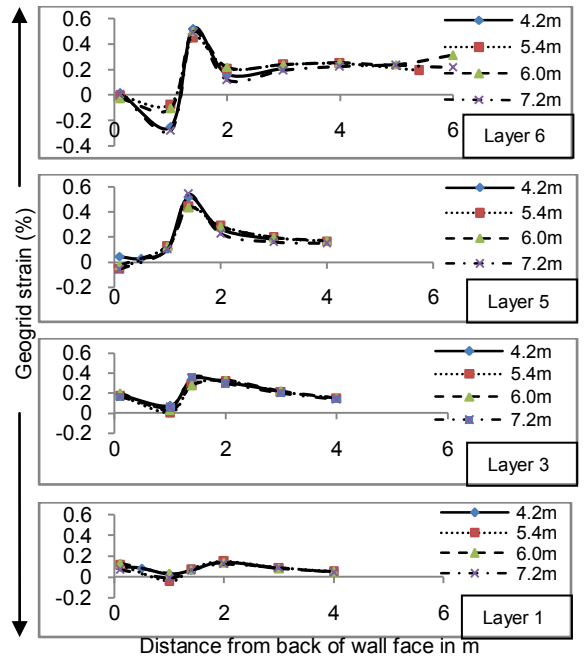 Geogrid strain (%)
0.6
0.4
0.2
0
-0.2
-0.4
0 2 4 6
4.2m
5.4m
6.0m
7.2m
Layer 6
0.6
0.4
0.2
0
-0.2
0 2 4 6
4.2m
5.4m
6.0m
7.2m
Layer 5
0.6
0.4
0.2
0
-0.2
0 2 4 6
4.2m
5.4m
6.0m
7.2m
Layer 3
0.6
0.4
0.2
0
-0.2
0 2 4 6
4.2m
5.4m
6.0m
7.2m
Layer 1
Distance from back of wall face in m